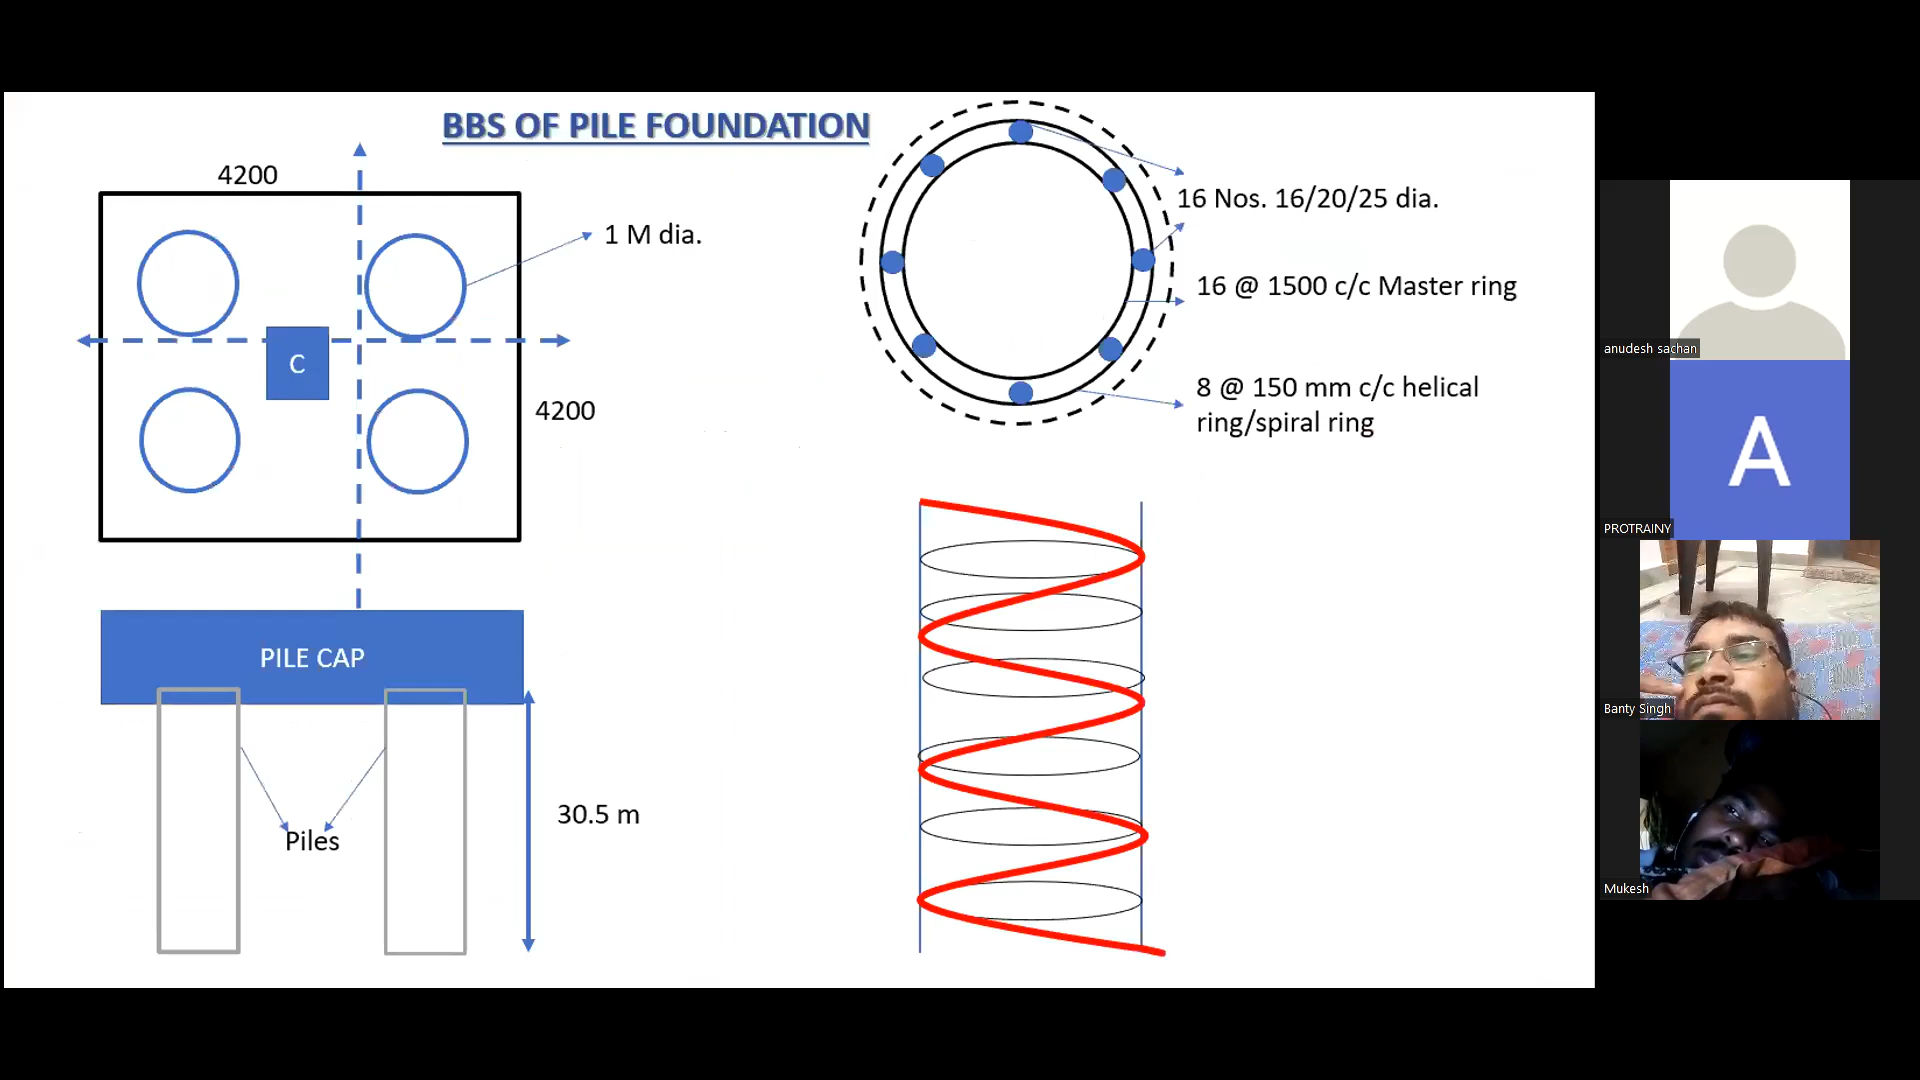 BBS OF PILE FOUNDATION
4200
1 M dia.
C
4200
PILE CAP
Piles
30.5 m
16 Nos. 16/20/25 dia.
16 @ 1500 c/c Master ring
8 @ 150 mm c/c helical
ring/spiral ring
anudesh sachan
A
PROTRAINY
Banty Singh
Mukesh